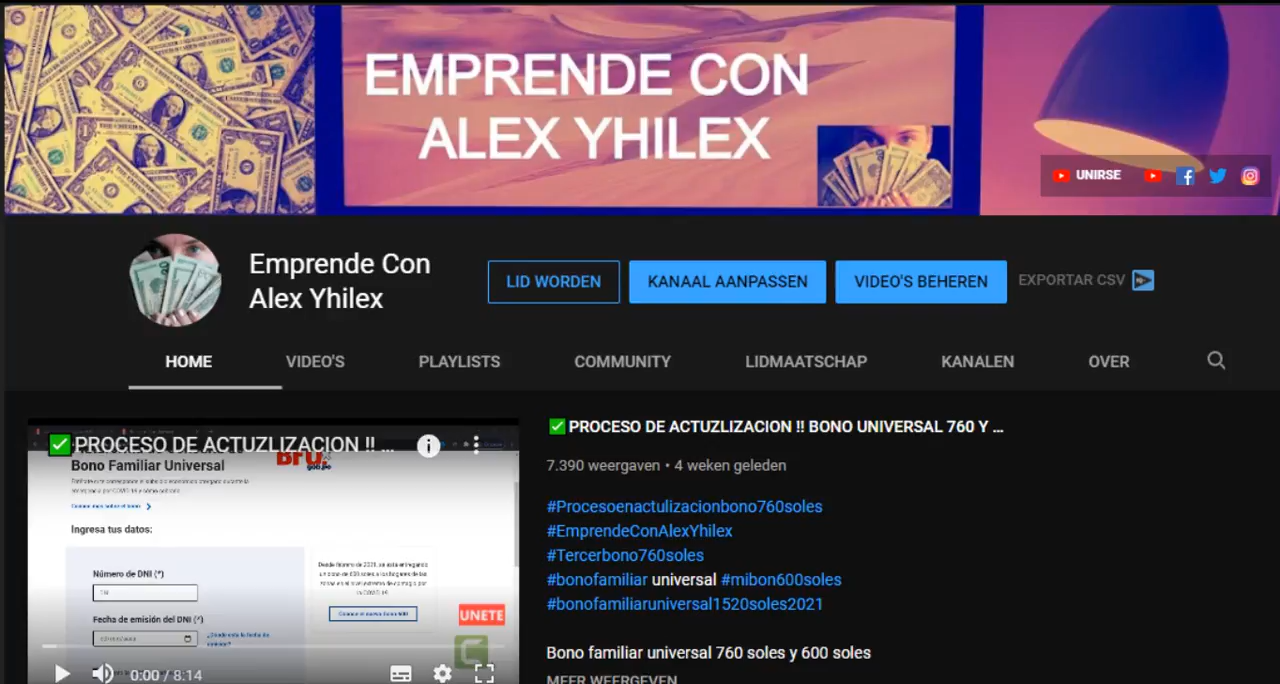 EMPRENDE CON
ALEX YHILEX
UNIRSE
Emprende Con
Alex Yhilex
LID WORDEN
KANAAL AANPASSEN
VIDEO'S BEHEREN
EXPORTAR CSV
HOME
VIDEO'S
PLAYLISTS
COMMUNITY
LIDMAATSCHAP
KANALEN
OVER
✅PROCESO DE ACTUZLIZACION !! ...
Bono Familiar Universal
Ingresa tus datos:
Número de DNI (*)
Fecha de emisión del DNI (*)
UNETE
0:00 / 8:14
✅PROCESO DE ACTUZLIZACION !! BONO UNIVERSAL 760 Y ...
7.390 weergaven • 4 weken geleden
#Procesoenactulizacionbono760soles
#EmprendeConAlexYhilex
#Tercerbono760soles
#bonofamiliar universal #mibon600soles
#bonofamiliaruniversal1520soles2021
Bono familiar universal 760 soles y 600 soles
MEER WEERGEVEN